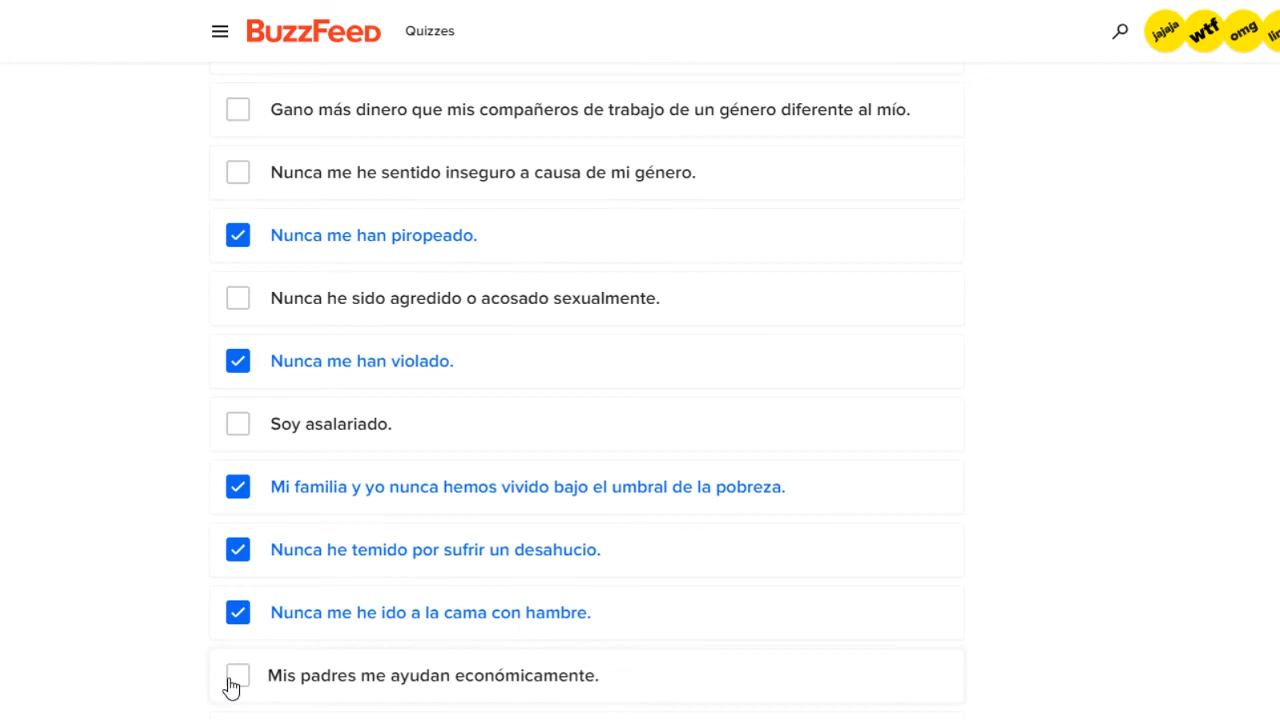 BuzzFeed Quizzes jajaja wtf omg
Gano más dinero que mis compañeros de trabajo de un género diferente al mío.
Nunca me he sentido inseguro a causa de mi género.
Nunca me han piropeado.
Nunca he sido agredido o acosado sexualmente.
Nunca me han violado.
Soy asalariado.
Mi familia y yo nunca hemos vivido bajo el umbral de la pobreza.
Nunca he temido por sufrir un desahucio.
Nunca me he ido a la cama con hambre.
Mis padres me ayudan económicamente.